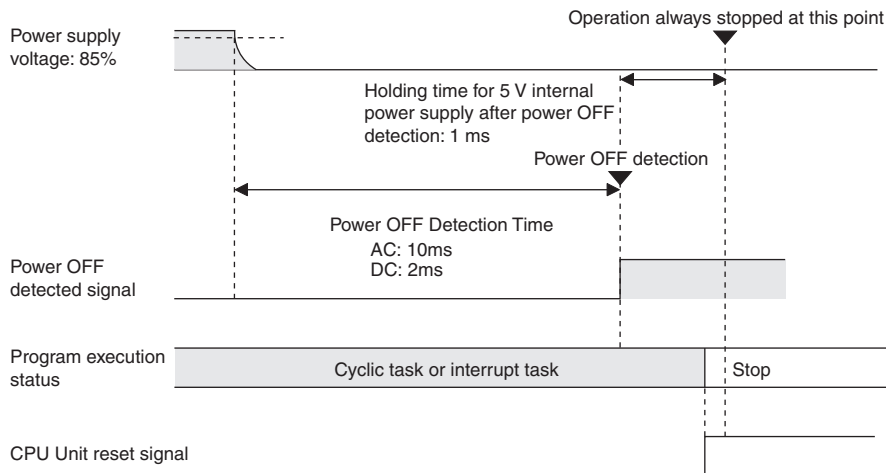 Operation always stopped at this point
Power supply
voltage: 85%
Holding time for 5 V internal
power supply after power OFF
detection: 1 ms
Power OFF detection
Power OFF Detection Time
AC: 10ms
DC: 2ms
Power OFF
detected signal
Program execution
status
Cyclic task or interrupt task
Stop
CPU Unit reset signal